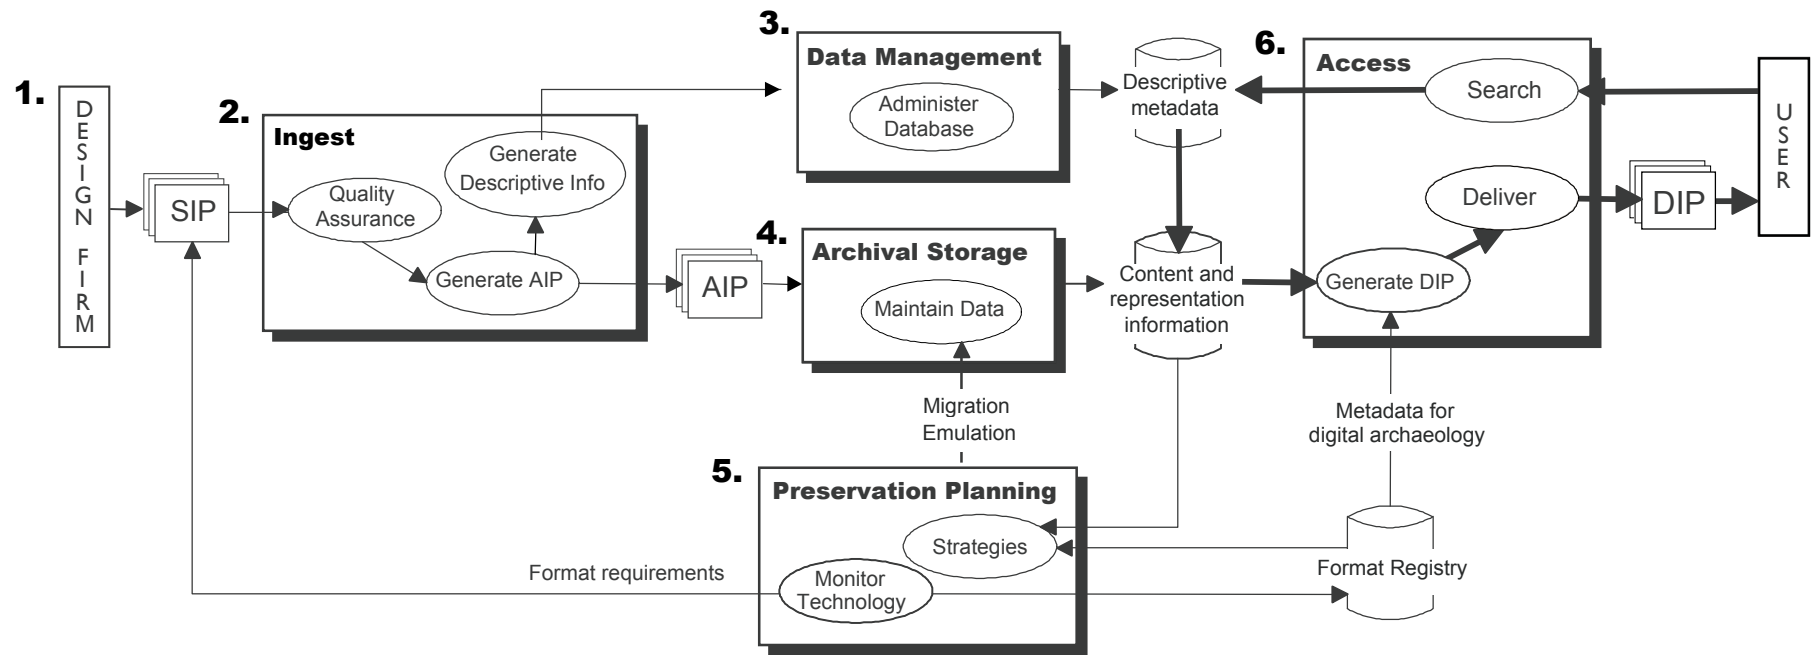 1.
DESIGN FIRM
SIP
2.
Ingest
Quality
Assurance
Generate
Descriptive Info
Generate AIP
AIP
3.
Data Management
Administer
Database
Descriptive
metadata
4.
Archival Storage
Maintain Data
Content and
representation
information
6.
Access
Search
Deliver
Generate DIP
DIP
USER
Migration
Emulation
Metadata for
digital archaeology
5.
Preservation Planning
Strategies
Monitor
Technology
Format requirements
Format Registry